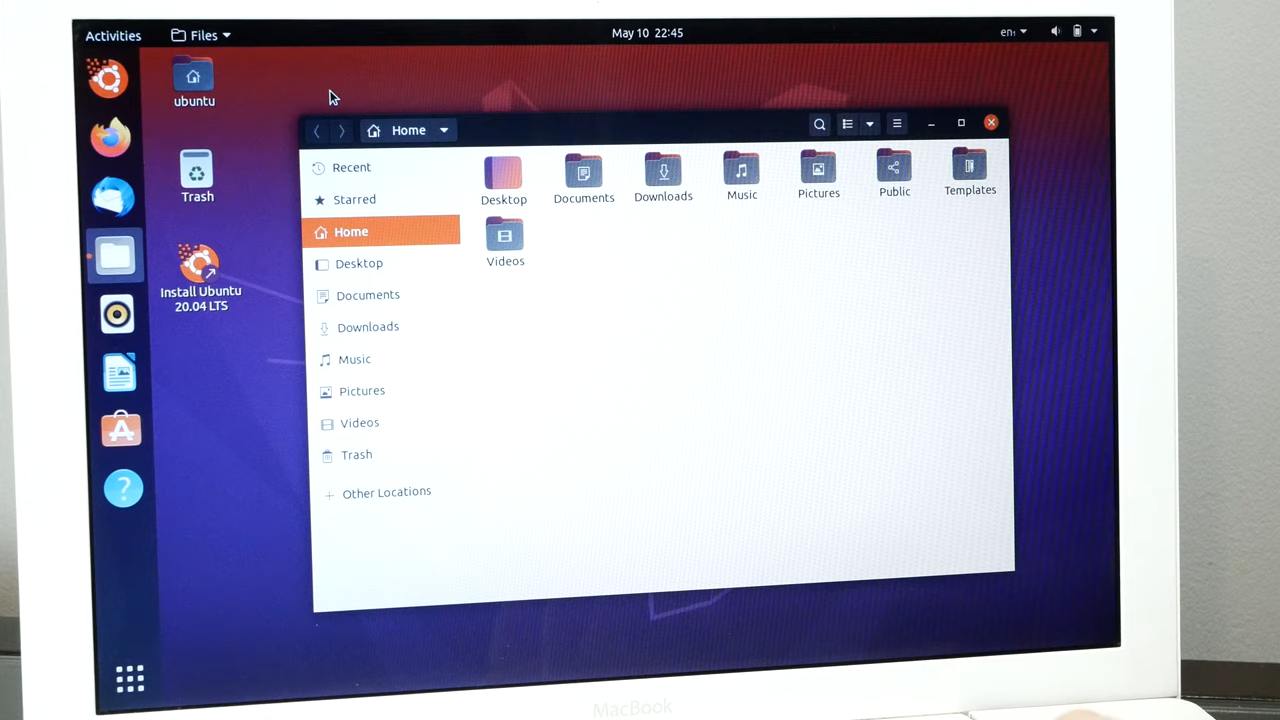 Activities
Files
May 10 22:45
en₁
ubuntu
Trash
Install Ubuntu
20.04 LTS
Home
Recent
Starred
Home
Desktop
Documents
Downloads
Music
Pictures
Videos
Trash
Other Locations
Desktop
Documents
Downloads
Music
Pictures
Public
Templates
Videos
MacBook